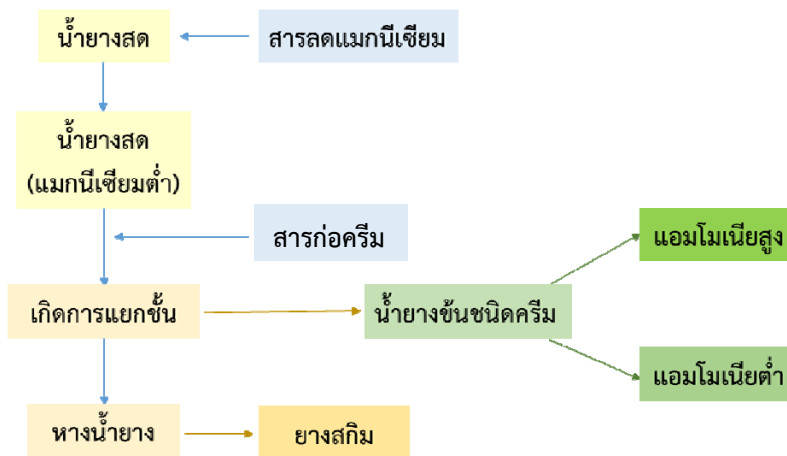 น้ำยางสด
สารลดแมกนีเซียม
น้ำยางสด
(แมกนีเซียมต่ำ)
สารก่อครีม
แอมโมเนียสูง
เกิดการแยกชั้น
น้ำยางข้นชนิดครีม
แอมโมเนียต่ำ
หางน้ำยาง
ยางสกิม